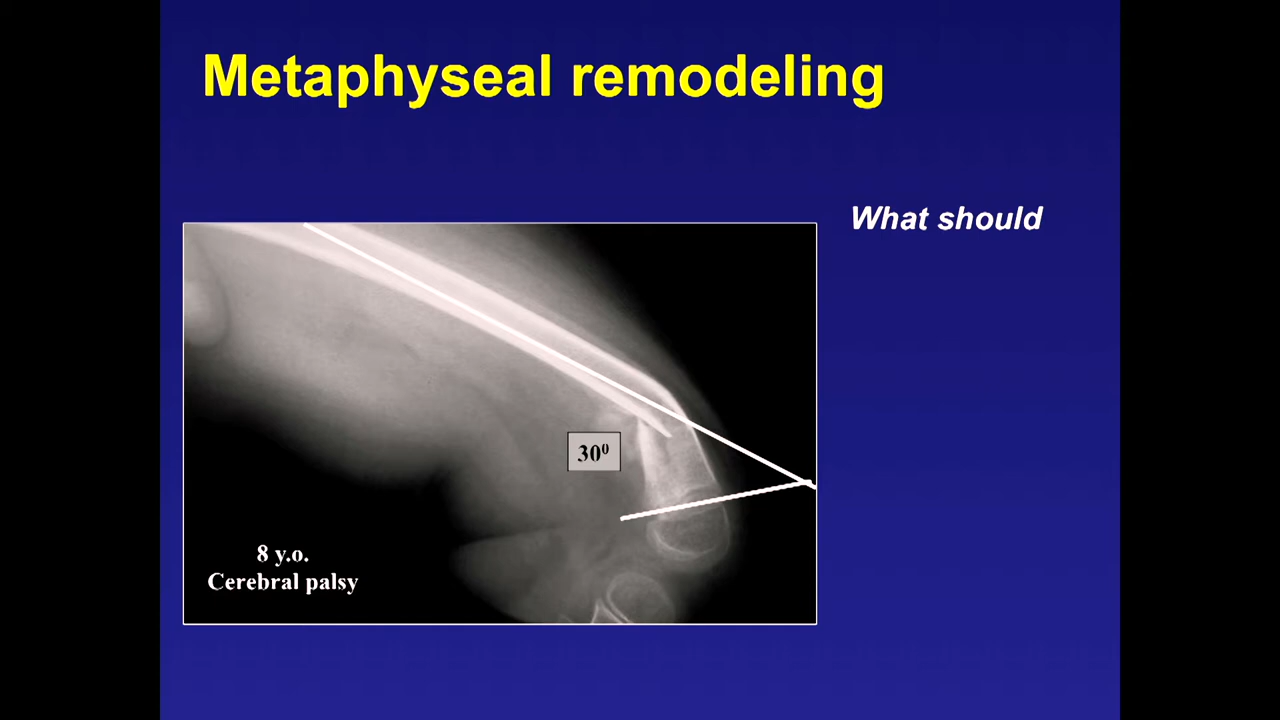 Metaphyseal remodeling
What should
30⁰
8 y.o.
Cerebral palsy